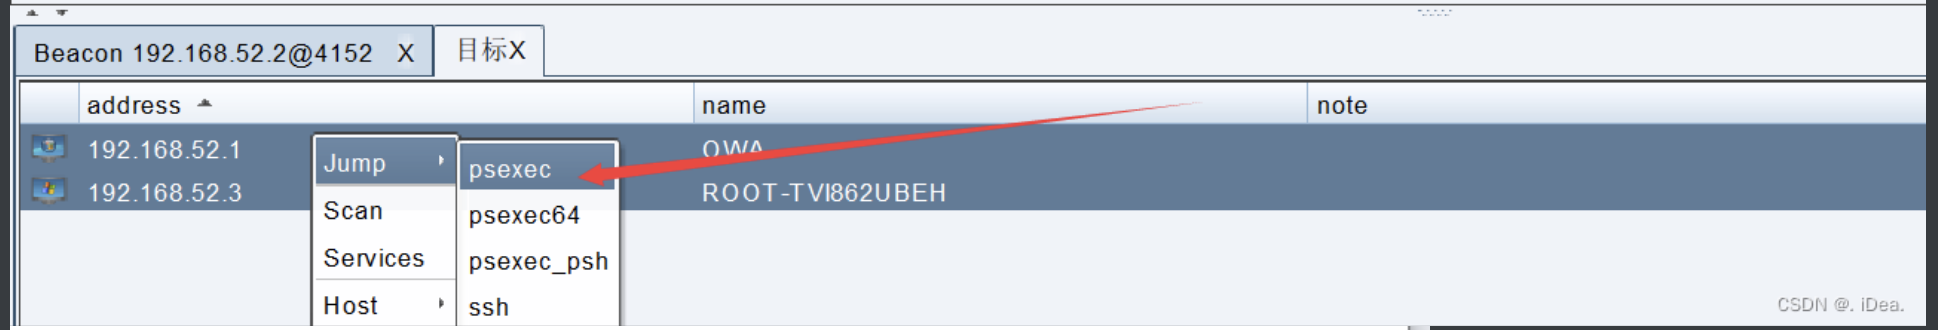 Beacon 192.168.52.2@4152 X 目标X
address name note
192.168.52.1 OWA
192.168.52.3 ROOT-TVI862UBEH
Jump psexec
Scan psexec64
Services psexec_psh
Host ssh
CSDN @. iDea.